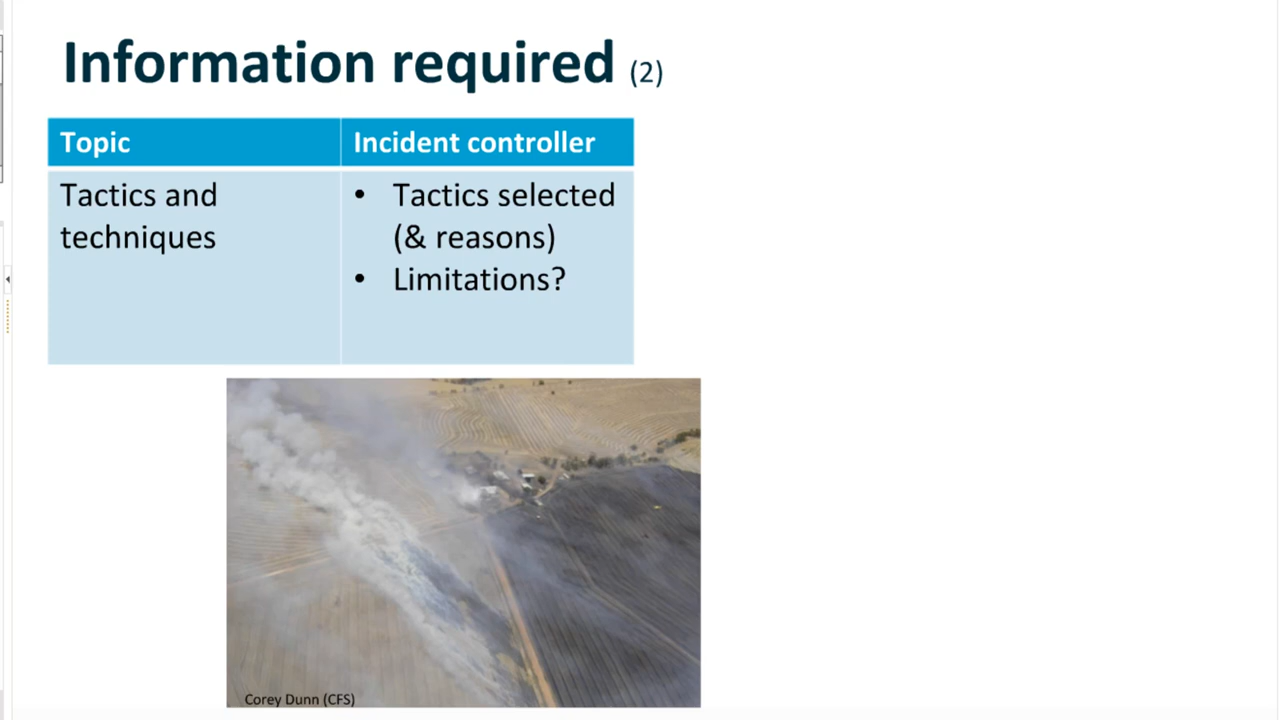 Information required (2)
Topic
Incident controller
Tactics and
techniques
• Tactics selected
(& reasons)
• Limitations?
Corey Dunn (CFS)